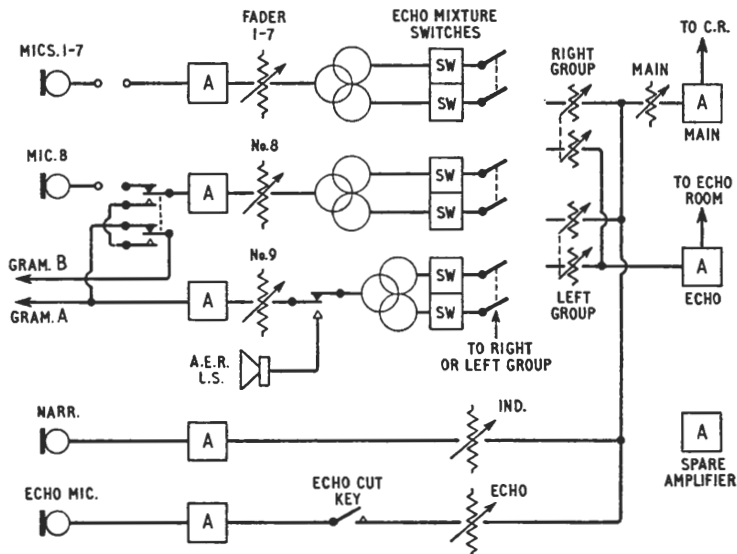 FADER
1-7
ECHO MIXTURE
SWITCHES
TO C.R.
MICS. 1-7
A
SW
SW
RIGHT
GROUP
MAIN
A
MAIN
MIC. 8
No. 8
A
SW
SW
TO ECHO
ROOM
GRAM. B
GRAM. A
No. 9
A
SW
SW
LEFT
GROUP
A
ECHO
A.E.R.
L.S.
TO RIGHT
OR LEFT GROUP
NARR.
A
IND.
A
SPARE
AMPLIFIER
ECHO MIC.
A
ECHO CUT
KEY
ECHO